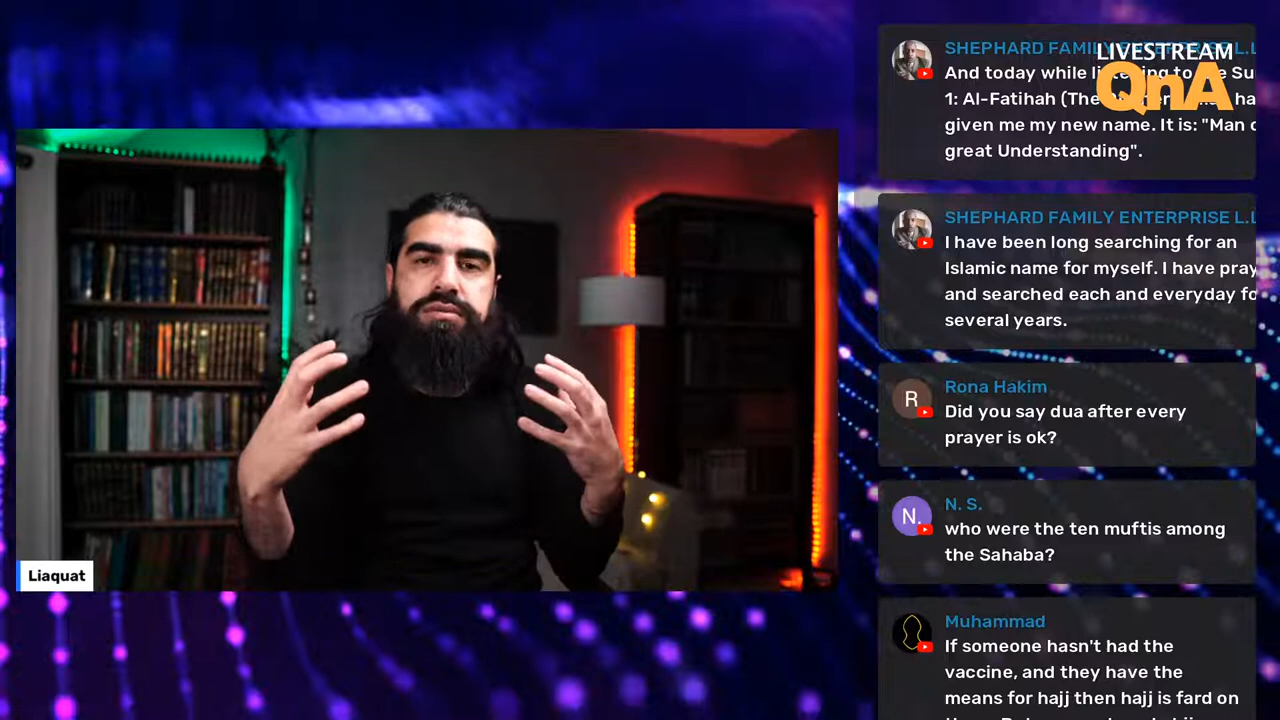 SHEPHARD FAMILY
LIVESTREAM
QnA
And today while
1: Al-Fatihah (The
given me my new name. It is: "Man
great Understanding".
SHEPHARD FAMILY ENTERPRISE L.L
I have been long searching for an
Islamic name for myself. I have pray
and searched each and everyday fo
several years.
R
Rona Hakim
Did you say dua after every
prayer is ok?
N.
N. S.
who were the ten muftis among
the Sahaba?
Muhammad
If someone hasn't had the
vaccine, and they have the
means for hajj then hajj is fard on
Liaquat